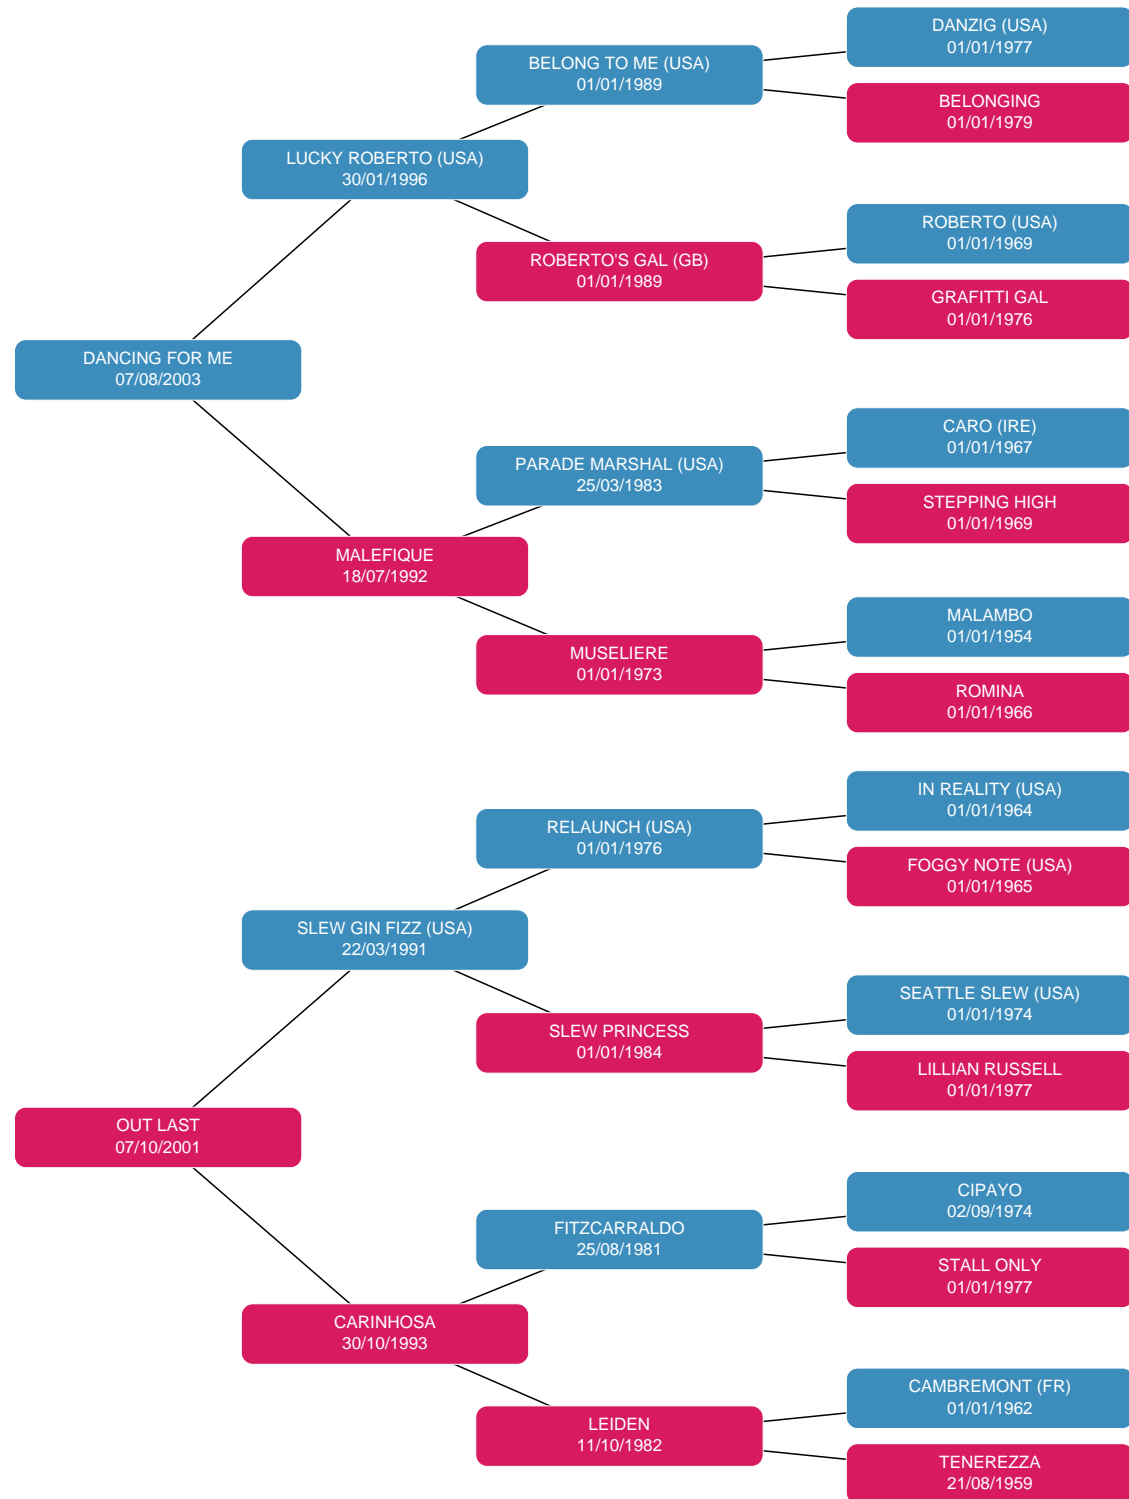 DANZIG (USA)
01/01/1977
BELONG TO ME (USA)
01/01/1989
BELONGING
01/01/1979
LUCKY ROBERTO (USA)
30/01/1996
ROBERTO (USA)
01/01/1969
ROBERTO'S GAL (GB)
01/01/1989
GRAFITTI GAL
01/01/1976
DANCING FOR ME
07/08/2003
CARO (IRE)
01/01/1967
PARADE MARSHAL (USA)
25/03/1983
STEPPING HIGH
01/01/1969
MALEFIQUE
18/07/1992
MALAMBO
01/01/1954
MUSELIERE
01/01/1973
ROMINA
01/01/1966
IN REALITY (USA)
01/01/1964
RELAUNCH (USA)
01/01/1976
FOGGY NOTE (USA)
01/01/1965
SLEW GIN FIZZ (USA)
22/03/1991
SEATTLE SLEW (USA)
01/01/1974
SLEW PRINCESS
01/01/1984
LILLIAN RUSSELL
01/01/1977
OUT LAST
07/10/2001
CIPAYO
02/09/1974
FITZCARRALDO
25/08/1981
STALL ONLY
01/01/1977
CARINHOSA
30/10/1993
CAMBREMONT (FR)
01/01/1962
LEIDEN
11/10/1982
TENEREZZA
21/08/1959